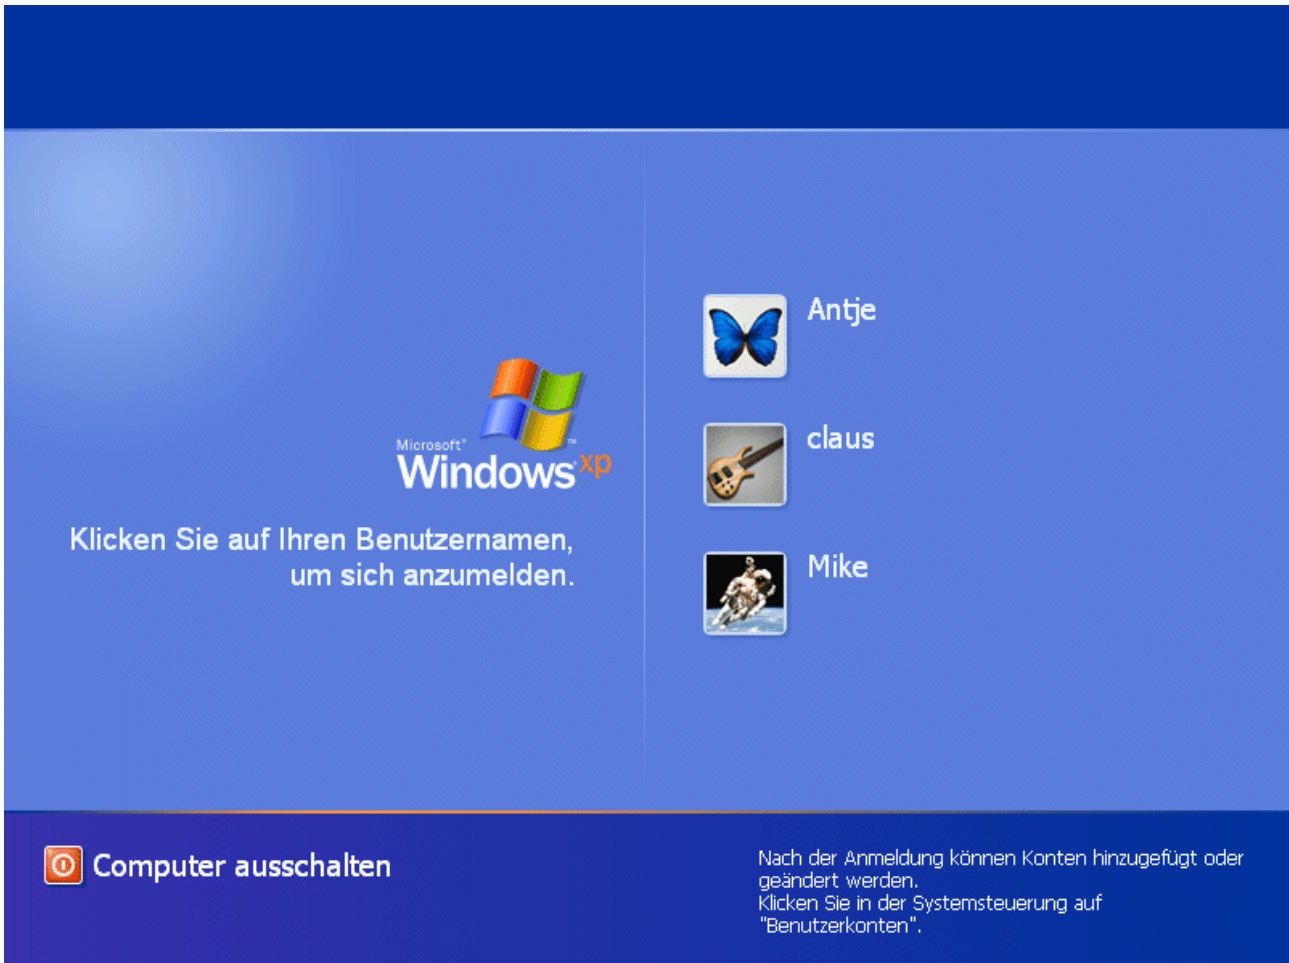 Microsoft®
Windows xp™
Klicken Sie auf Ihren Benutzernamen,
um sich anzumelden.
Antje
claus
Mike
Computer ausschalten
Nach der Anmeldung können Konten hinzugefügt oder
geändert werden.
Klicken Sie in der Systemsteuerung auf
"Benutzerkonten".